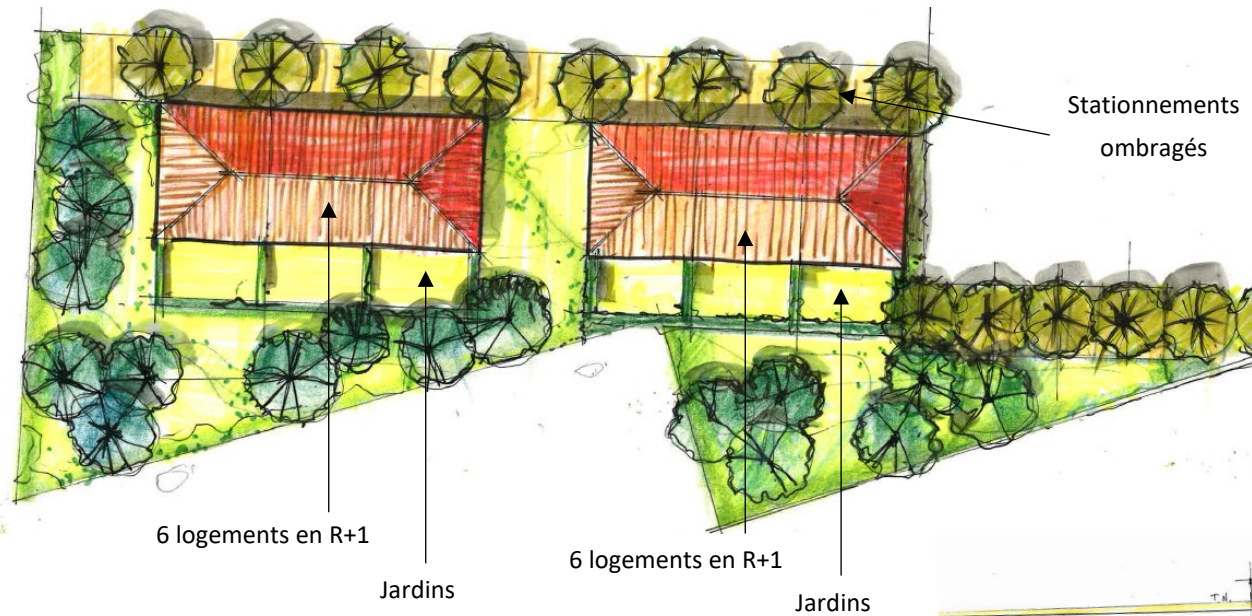 Stationnements
ombragés
6 logements en R+1
Jardins
6 logements en R+1
Jardins
T.N.